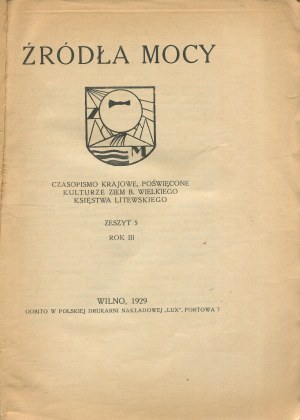 ŹRÓDŁA MOCY
Z
M
CZASOPISMO KRAJOWE, POŚWIĘCONE
KULTURZE ZIEM B. WIELKIEGO
KSIĘSTWA LITEWSKIEGO
ZESZYT 5
ROK III
WILNO, 1929
ODBITO W POLSKIEJ DRUKARNI NAKŁADOWEJ „LUX”, PORTOWA 7